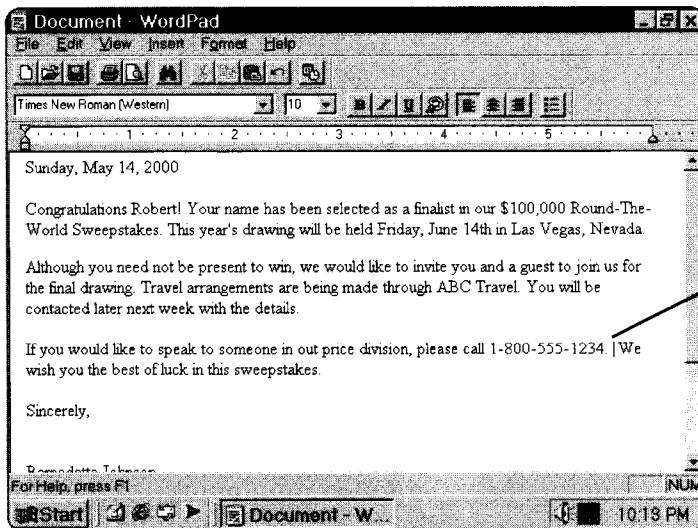 Document - WordPad
File Edit View Insert Format Help
Times New Roman (Western) 10 B I U
1 2 3 4 5
Sunday, May 14, 2000
Congratulations Robert! Your name has been selected as a finalist in our $100,000 Round-The-
World Sweepstakes. This year's drawing will be held Friday, June 14th in Las Vegas, Nevada.
Although you need not be present to win, we would like to invite you and a guest to join us for
the final drawing. Travel arrangements are being made through ABC Travel. You will be
contacted later next week with the details.
If you would like to speak to someone in out price division, please call 1-800-555-1234. We
wish you the best of luck in this sweepstakes.
Sincerely,
For Help, press F1 NUM
Start Document - W... 10:13 PM